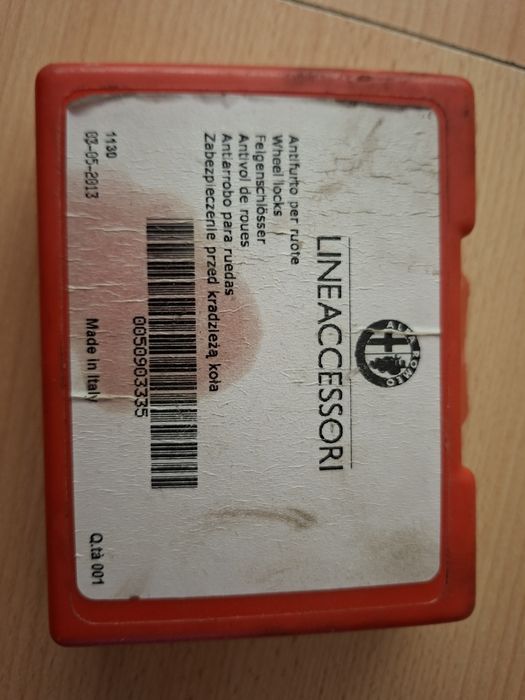 ALFA ROMEO
LINEACCESSORI
Antifurto per ruote
Wheel locks
Felgenschlösser
Antivol de roues
Antiarrobo para ruedas
Zabezpieczenie przed kradzieżą koła
0050903335
1130
03-05-2013
Made in Italy
Q.tà 001